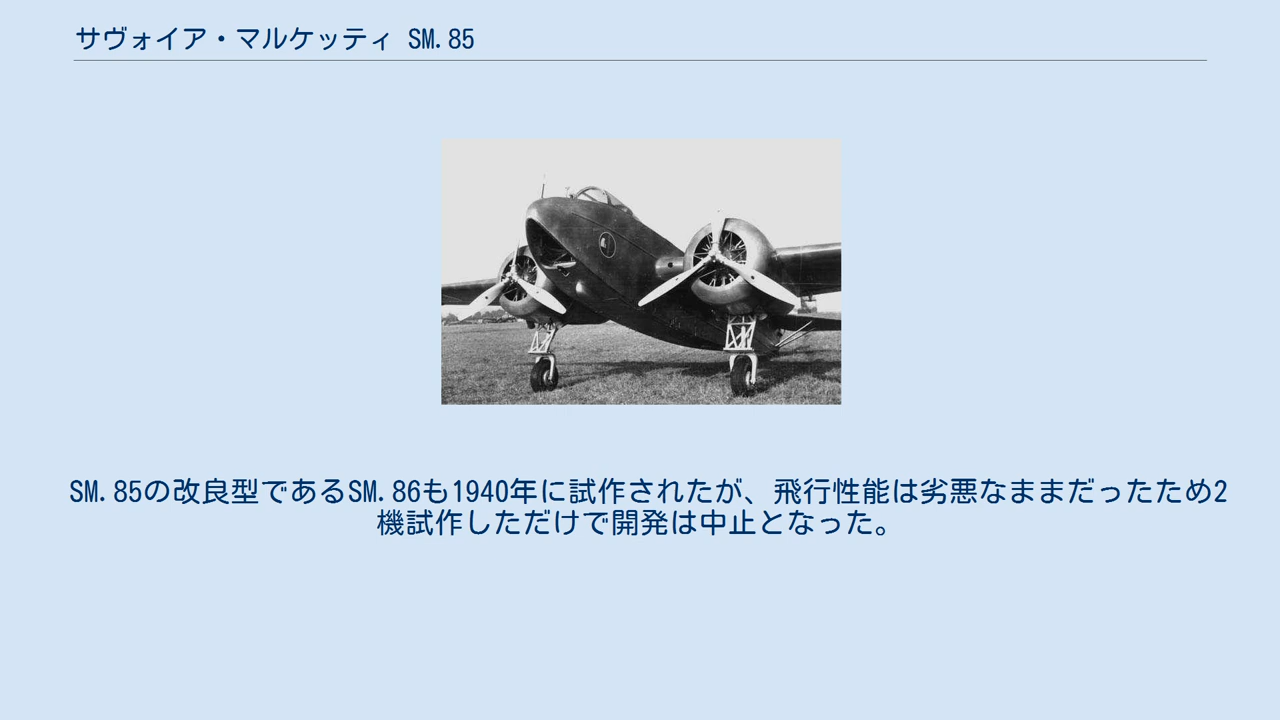 サヴォイア・マルケッティ SM.85
SM.85の改良型であるSM.86も1940年に試作されたが、飛行性能は劣悪なままだったため2
機試作しただけで開発は中止となった。